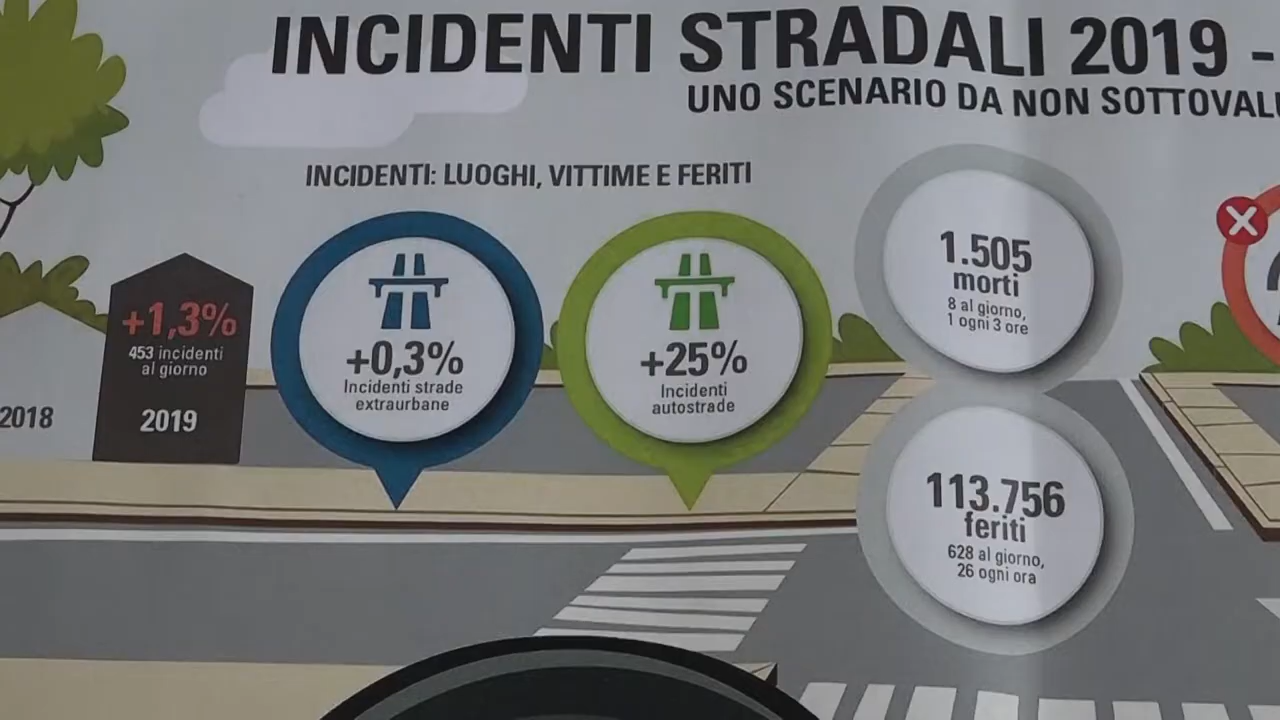 INCIDENTI STRADALI 2019 -
UNO SCENARIO DA NON
INCIDENTI: LUOGHI, VITTIME E FERITI
2018
+1,3%
453 incidenti
al giorno
2019
+0,3%
Incidenti strade
extraurbane
+25%
Incidenti
autostrade
1.505
morti
8 al giorno,
1 ogni 3 ore
113.756
feriti
628 al giorno,
26 ogni ora